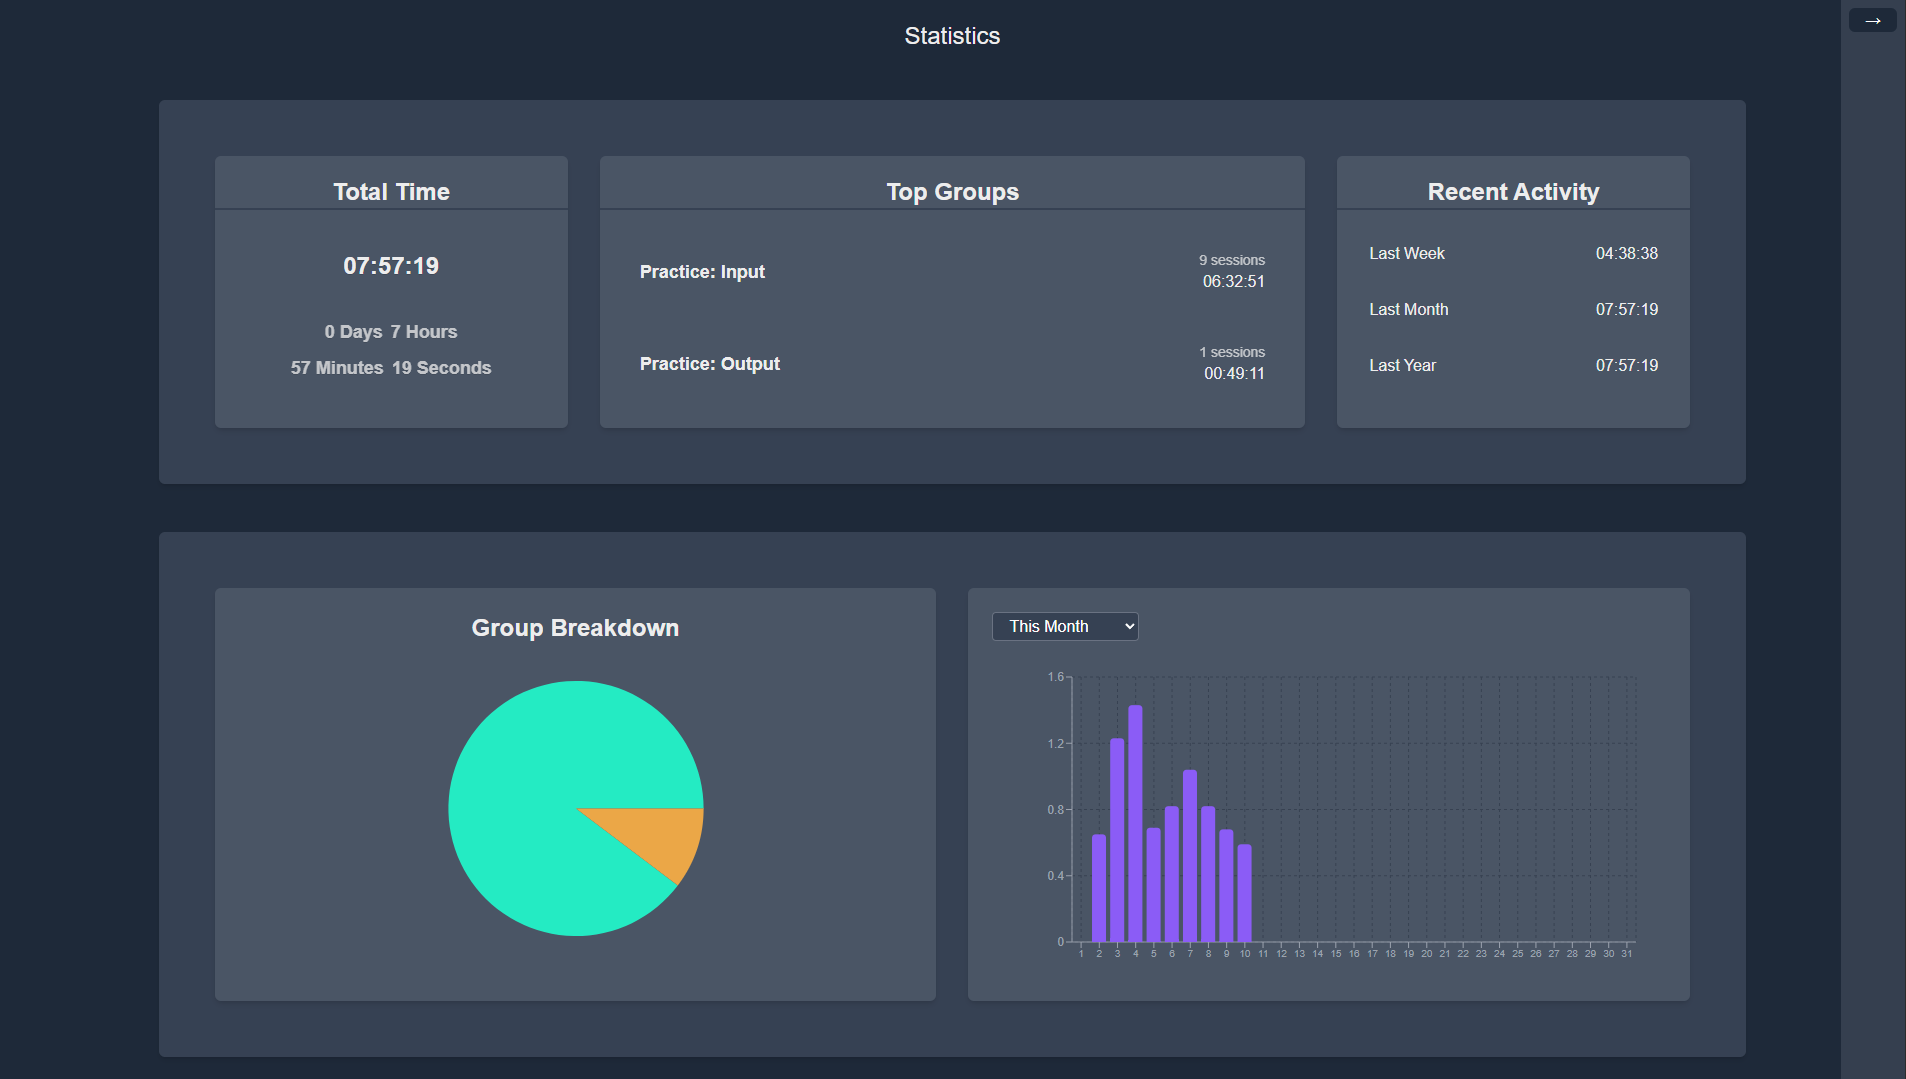 →
Statistics
Total Time
07:57:19
0 Days 7 Hours
57 Minutes 19 Seconds
Top Groups
Practice: Input
9 sessions
06:32:51
Practice: Output
1 sessions
00:49:11
Recent Activity
Last Week 04:38:38
Last Month 07:57:19
Last Year 07:57:19
Group Breakdown
This Month
1.6
1.2
0.8
0.4
0
1 2 3 4 5 6 7 8 9 10 11 12 13 14 15 16 17 18 19 20 21 22 23 24 25 26 27 28 29 30 31